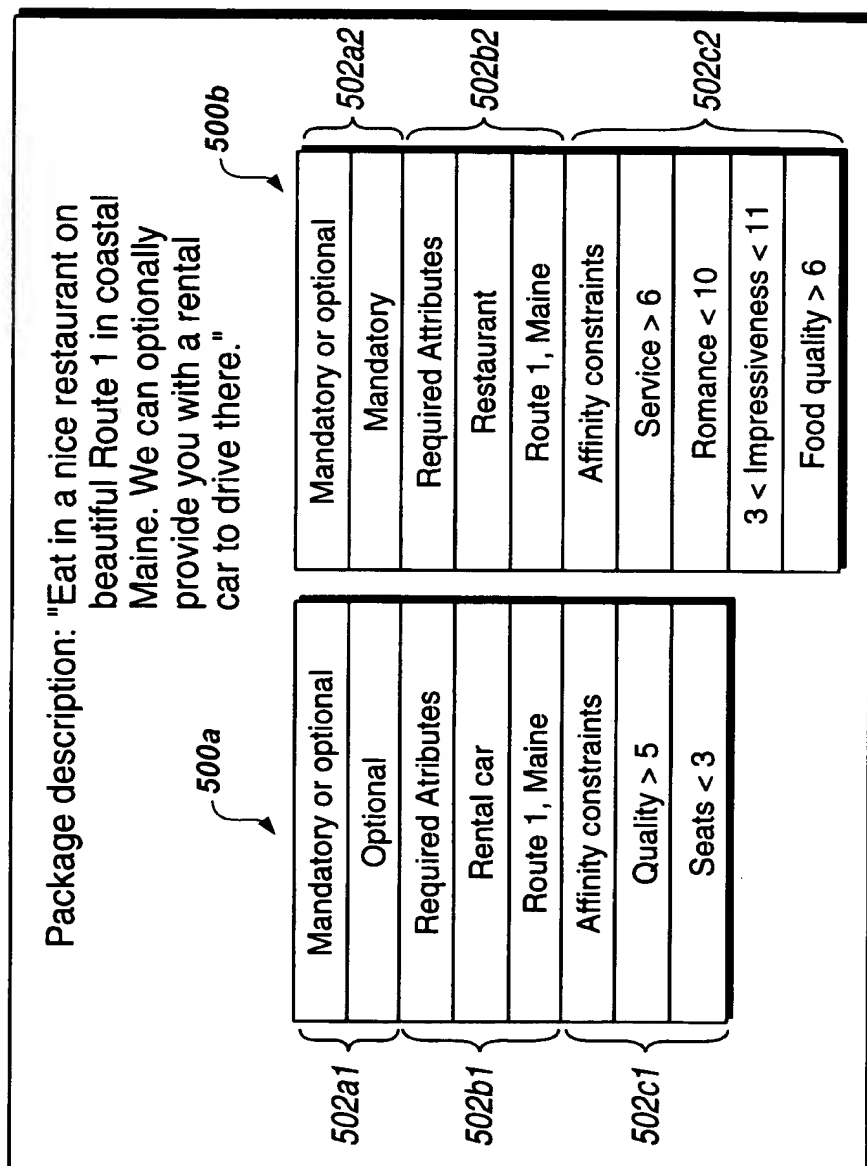 Package description: "Eat in a nice restaurant on
beautiful Route 1 in coastal
Maine. We can optionally
provide you with a rental
car to drive there."
500a
502a1
Mandatory or optional
Optional
502b1
Required Atributes
Rental car
Route 1, Maine
502c1
Affinity constraints
Quality > 5
Seats < 3
500b
502a2
Mandatory or optional
Mandatory
502b2
Required Attributes
Restaurant
Route 1, Maine
502c2
Affinity constraints
Service > 6
Romance < 10
3 < Impressiveness < 11
Food quality > 6